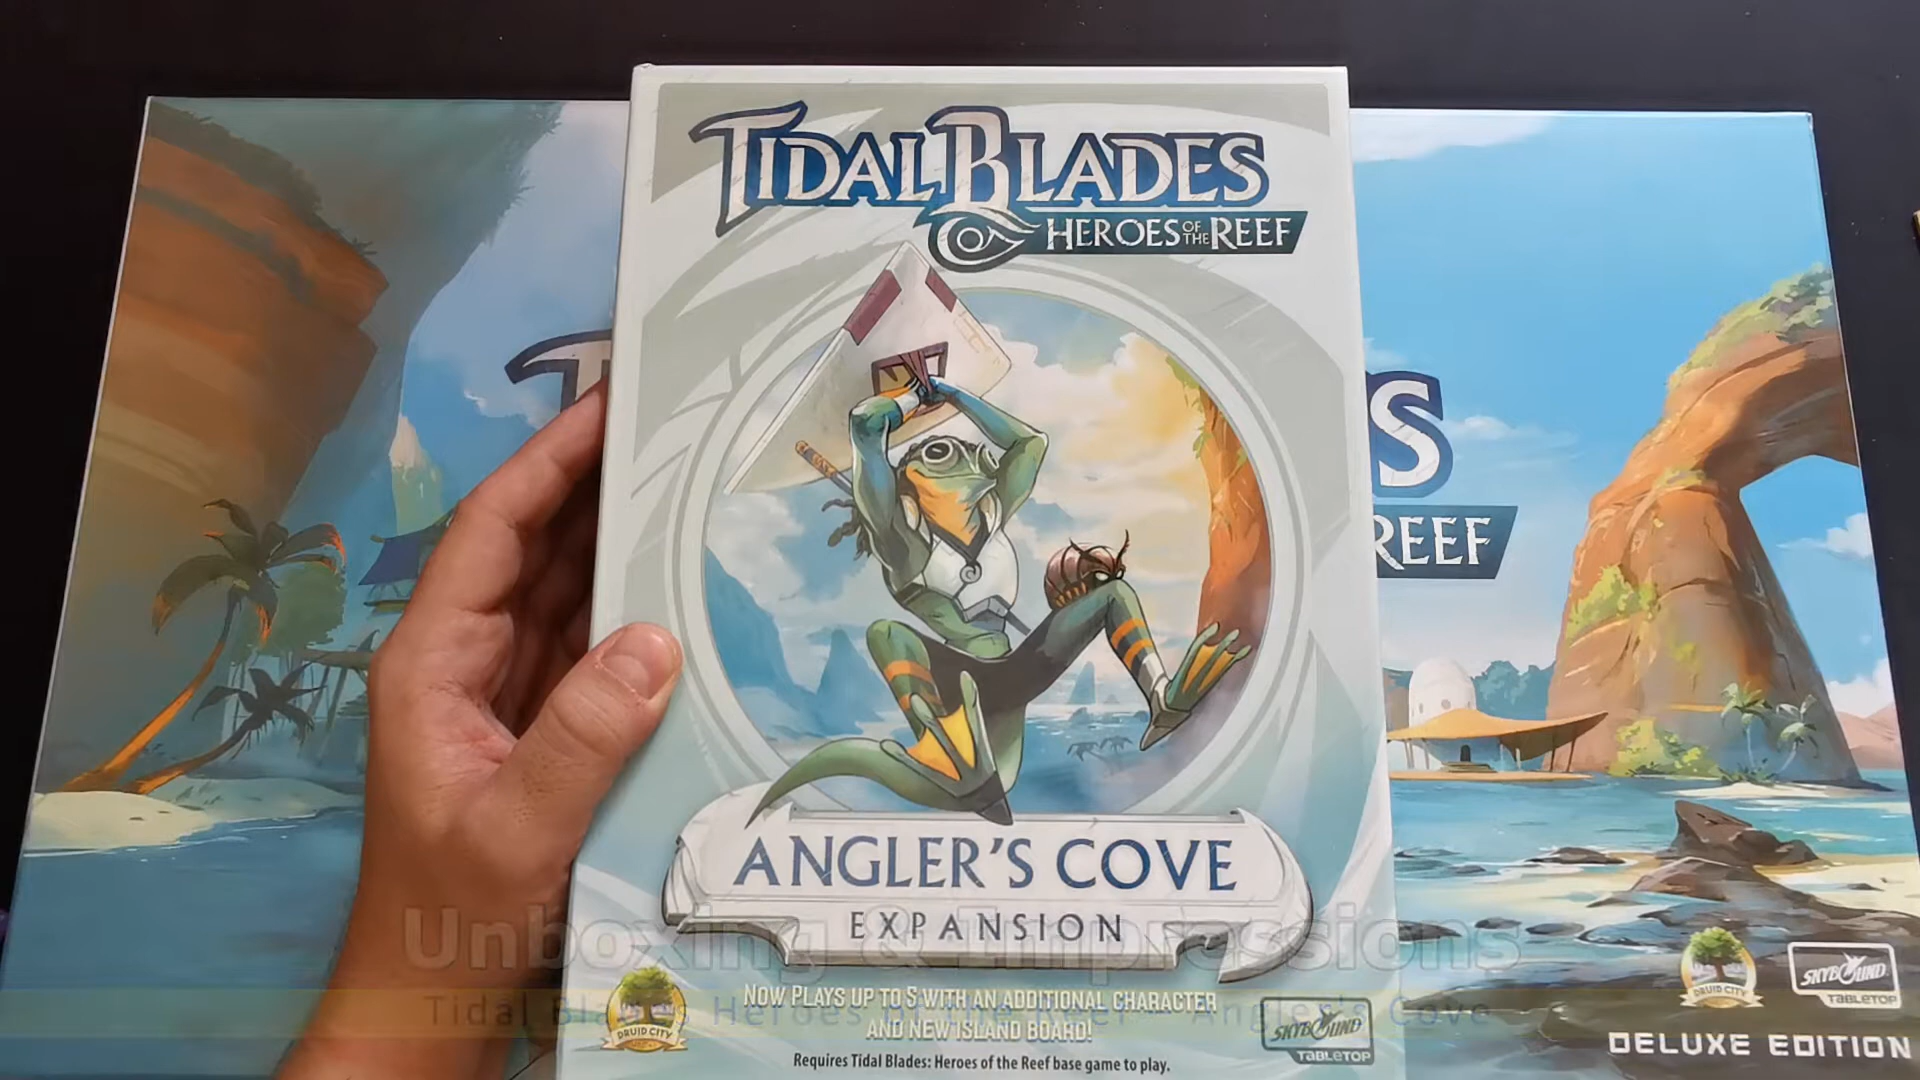 TIDAL BLADES
HEROES OF THE REEF
T
S
REEF
ANGLER'S COVE
EXPANSION
Unboxing & Impressions
Tidal Blades Heroes of the Reef - Angler's Cove
NOW PLAYS UP TO 5 WITH AN ADDITIONAL CHARACTER
AND NEW ISLAND BOARD!
Requires Tidal Blades: Heroes of the Reef base game to play.
DRUID CITY
SKYBOUND
TABLETOP
DRUID CITY
SKYBOUND
TABLETOP
DELUXE EDITION